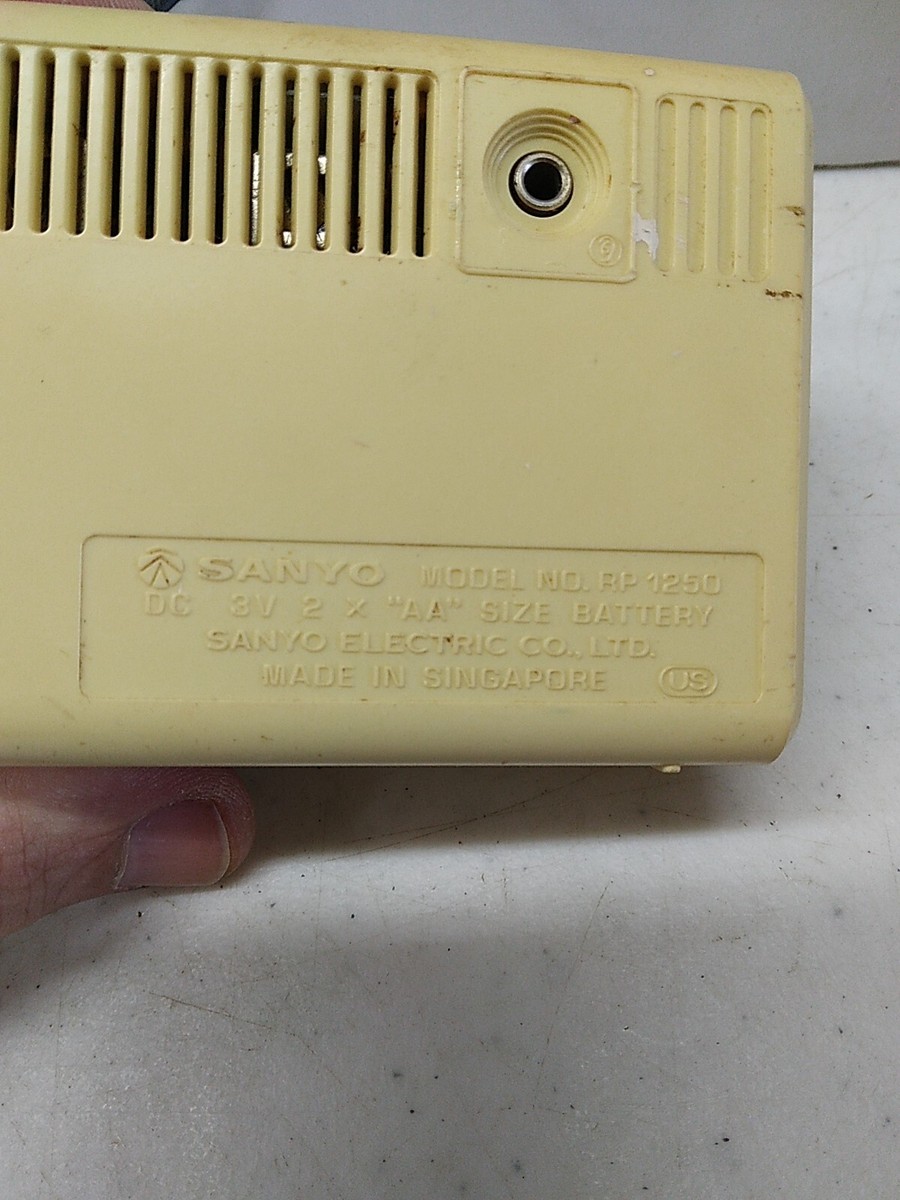 SANYO MODEL NO. RP 1250
DC 3V 2 X "AA" SIZE BATTERY
SANYO ELECTRIC CO., LTD.
MADE IN SINGAPORE US